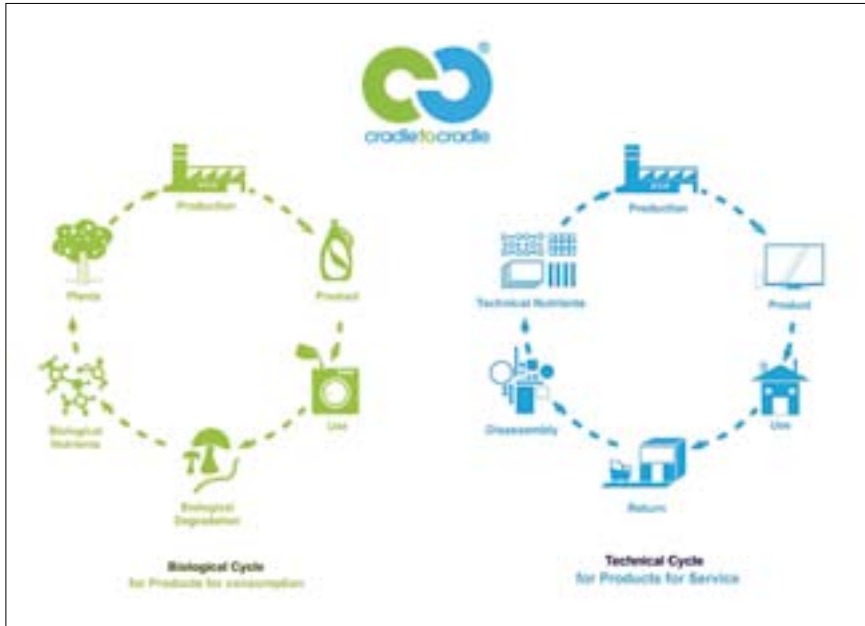 ®
cradletocradle
Production
Product
Use
Biological
Degradation
Biological
Nutrients
Plants
Biological Cycle
for Products for consumption
Production
Product
Use
Return
Disassembly
Technical Nutrients
Technical Cycle
for Products for Service